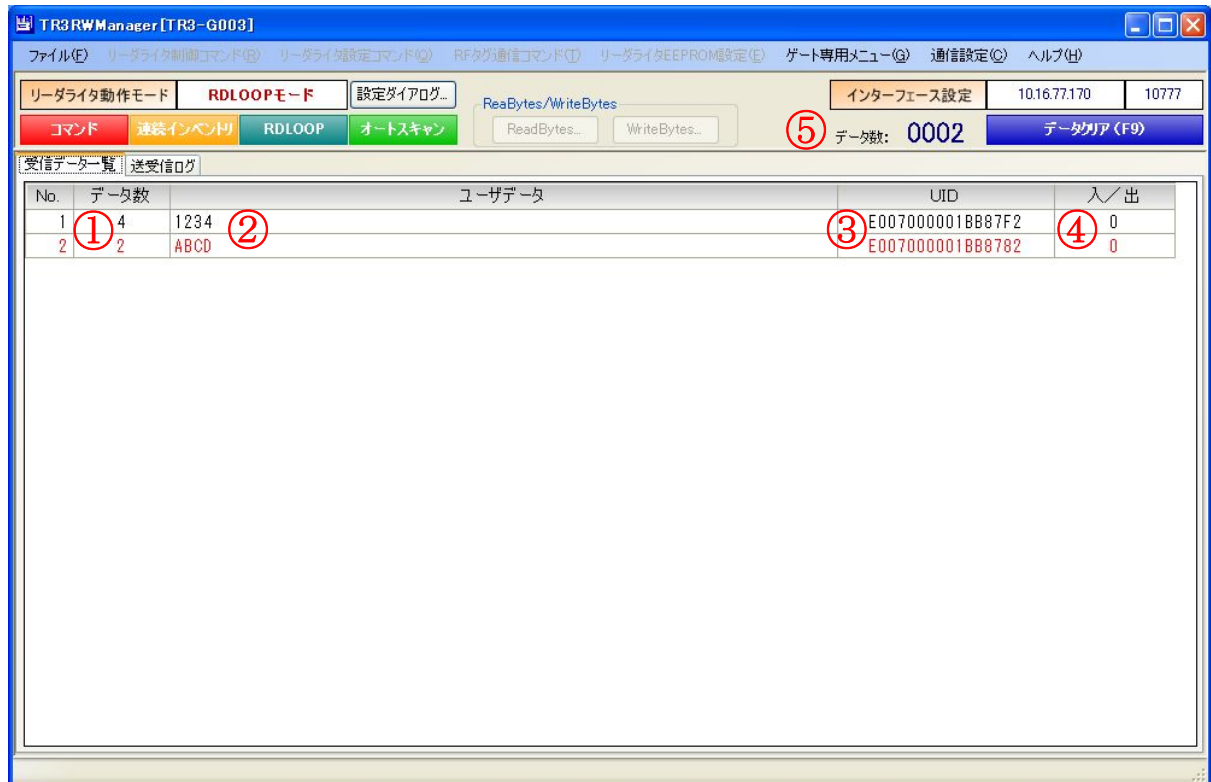 TR3RWManager[TR3-G003]
ファイル(F) リーダライタ制御コマンド(R) リーダライタ設定コマンド(Q) RFタグ通信コマンド(T) リーダライタEEPROM設定(E) ゲート専用メニュー(G) 通信設定(C) ヘルプ(H)
リーダライタ動作モード RDLOOPモード 設定ダイアログ... ReaBytes/WriteBytes インターフェース設定 10.16.77.170 10777
コマンド 連続インベントリ RDLOOP オートスキャン ReadBytes... WriteBytes... ⑤ データ数: 0002 データクリア(F9)
受信データ一覧 送受信ログ
No. データ数 ユーザデータ UID 入/出
1 ① 4 1234 ② ③ E007000001BB87F2 ④ 0
2 2 ABCD E007000001BB8782 0